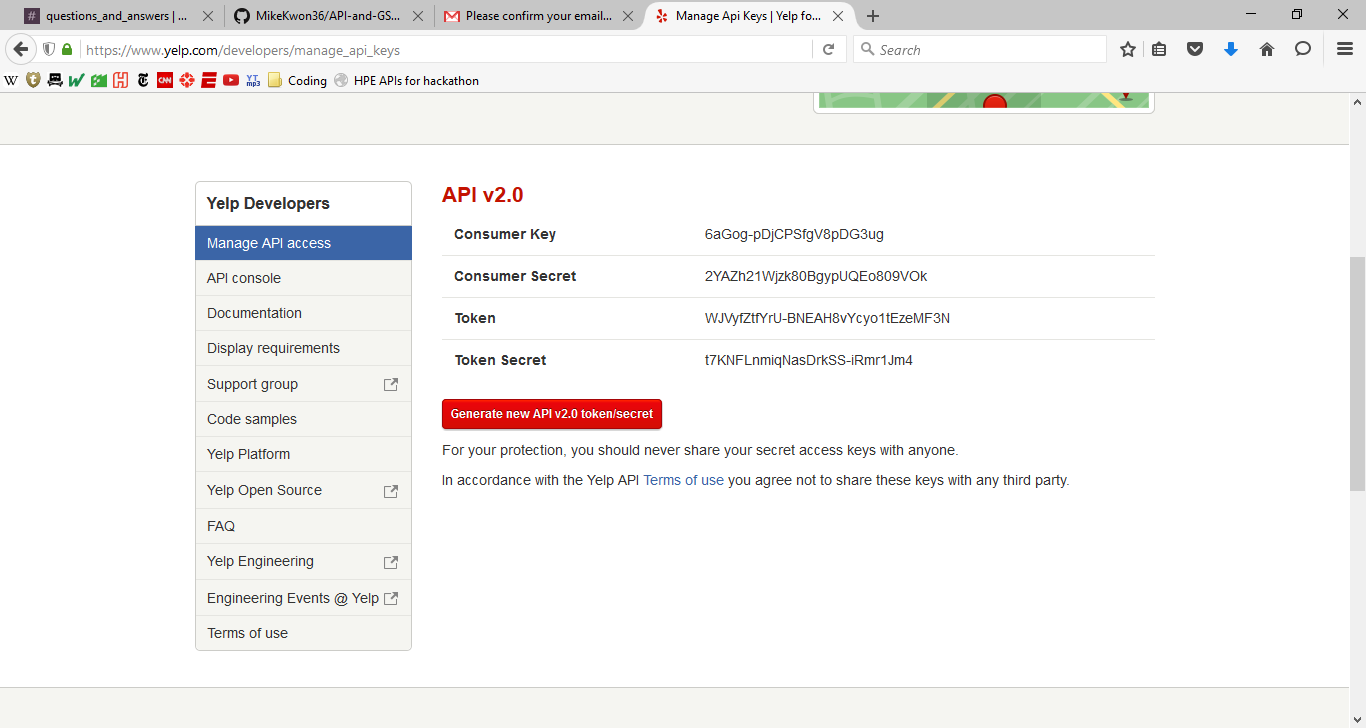 questions_and_answers | ...
MikeKwon36/API-and-GS...
Please confirm your email...
Manage Api Keys | Yelp fo...
https://www.yelp.com/developers/manage_api_keys
Search
W
CNN
YT
mp3
Coding
HPE APIs for hackathon
Yelp Developers
Manage API access
API console
Documentation
Display requirements
Support group
Code samples
Yelp Platform
Yelp Open Source
FAQ
Yelp Engineering
Engineering Events @ Yelp
Terms of use
API v2.0
Consumer Key 6aGog-pDjCPSfgV8pDG3ug
Consumer Secret 2YAZh21Wjzk80BgypUQEo809VOk
Token WJVyfZtfYrU-BNEAH8vYcyo1tEzeMF3N
Token Secret t7KNFLnmiqNasDrkSS-iRmr1Jm4
Generate new API v2.0 token/secret
For your protection, you should never share your secret access keys with anyone.
In accordance with the Yelp API Terms of use you agree not to share these keys with any third party.